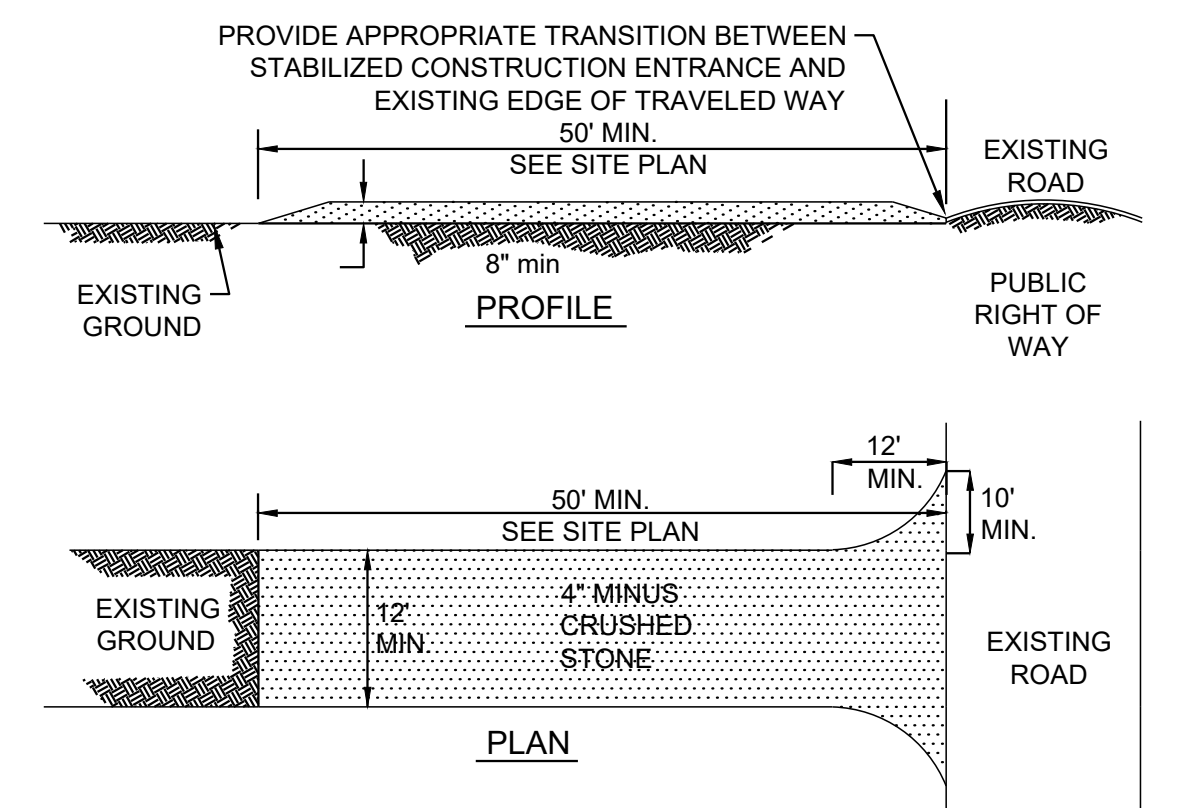 PROVIDE APPROPRIATE TRANSITION BETWEEN
STABILIZED CONSTRUCTION ENTRANCE AND
EXISTING EDGE OF TRAVELED WAY
50' MIN.
SEE SITE PLAN
EXISTING
ROAD
8" min
EXISTING
GROUND
PROFILE
PUBLIC
RIGHT OF
WAY
12'
MIN.
10'
MIN.
50' MIN.
SEE SITE PLAN
EXISTING
GROUND
12'
MIN.
4" MINUS
CRUSHED
STONE
EXISTING
ROAD
PLAN